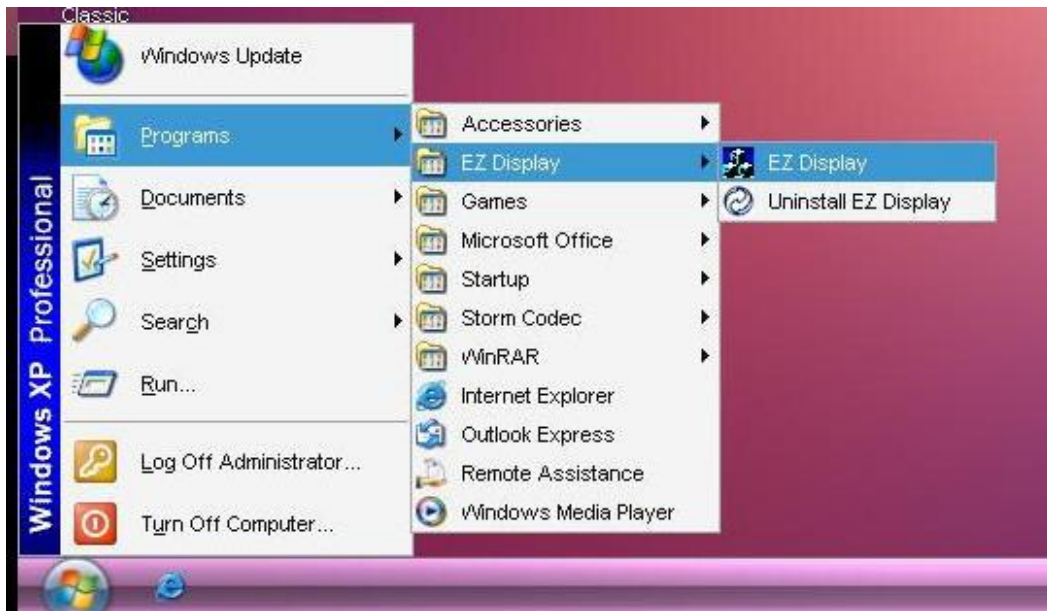 Classic
Windows XP Professional
Windows Update
Programs
Documents
Settings
Search
Run...
Log Off Administrator...
Turn Off Computer...
Accessories
EZ Display
Games
Microsoft Office
Startup
Storm Codec
WinRAR
Internet Explorer
Outlook Express
Remote Assistance
Windows Media Player
EZ Display
Uninstall EZ Display